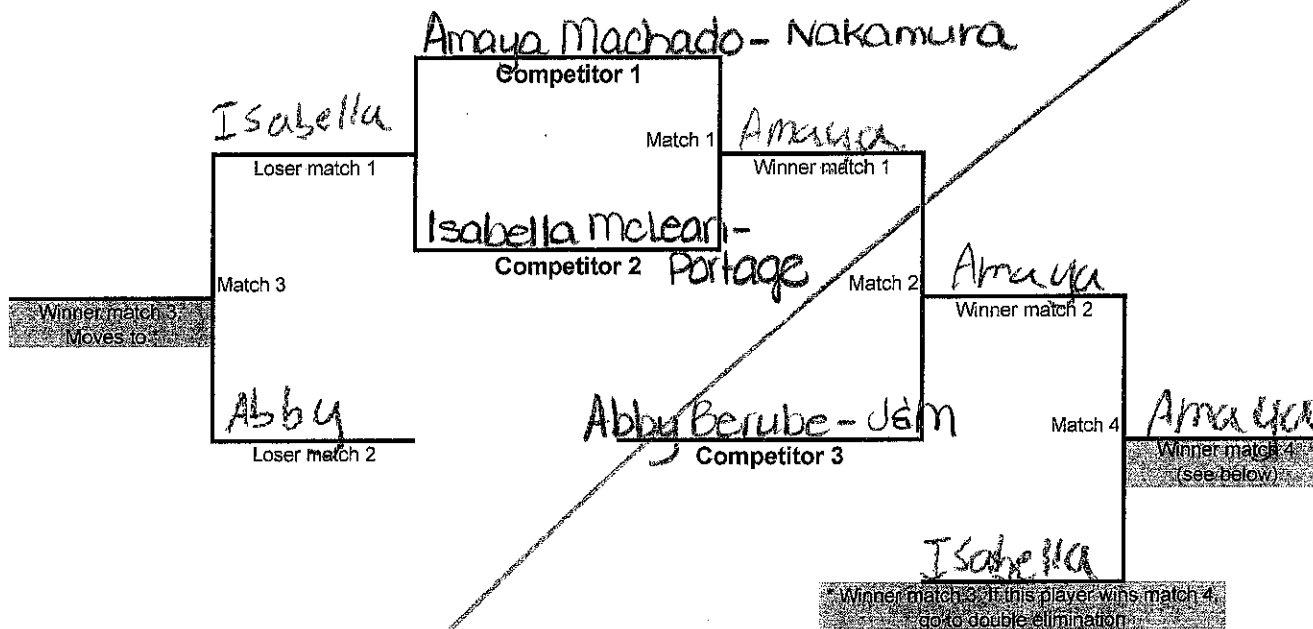 Amaya Machado - Nakamura
Competitor 1
Isabella
Loser match 1
Match 1
Amaya
Winner match 1
Isabella McLean -
Portage
Competitor 2
Match 3
Winner match 3,
Moves to *
Match 2
Amaya
Winner match 2
Abby
Loser match 2
Abby Berube - J&M
Competitor 3
Match 4
Amaya
Winner match 4
(see below)
Isabella
* Winner match 3. If this player wins match 4,
go to double elimination